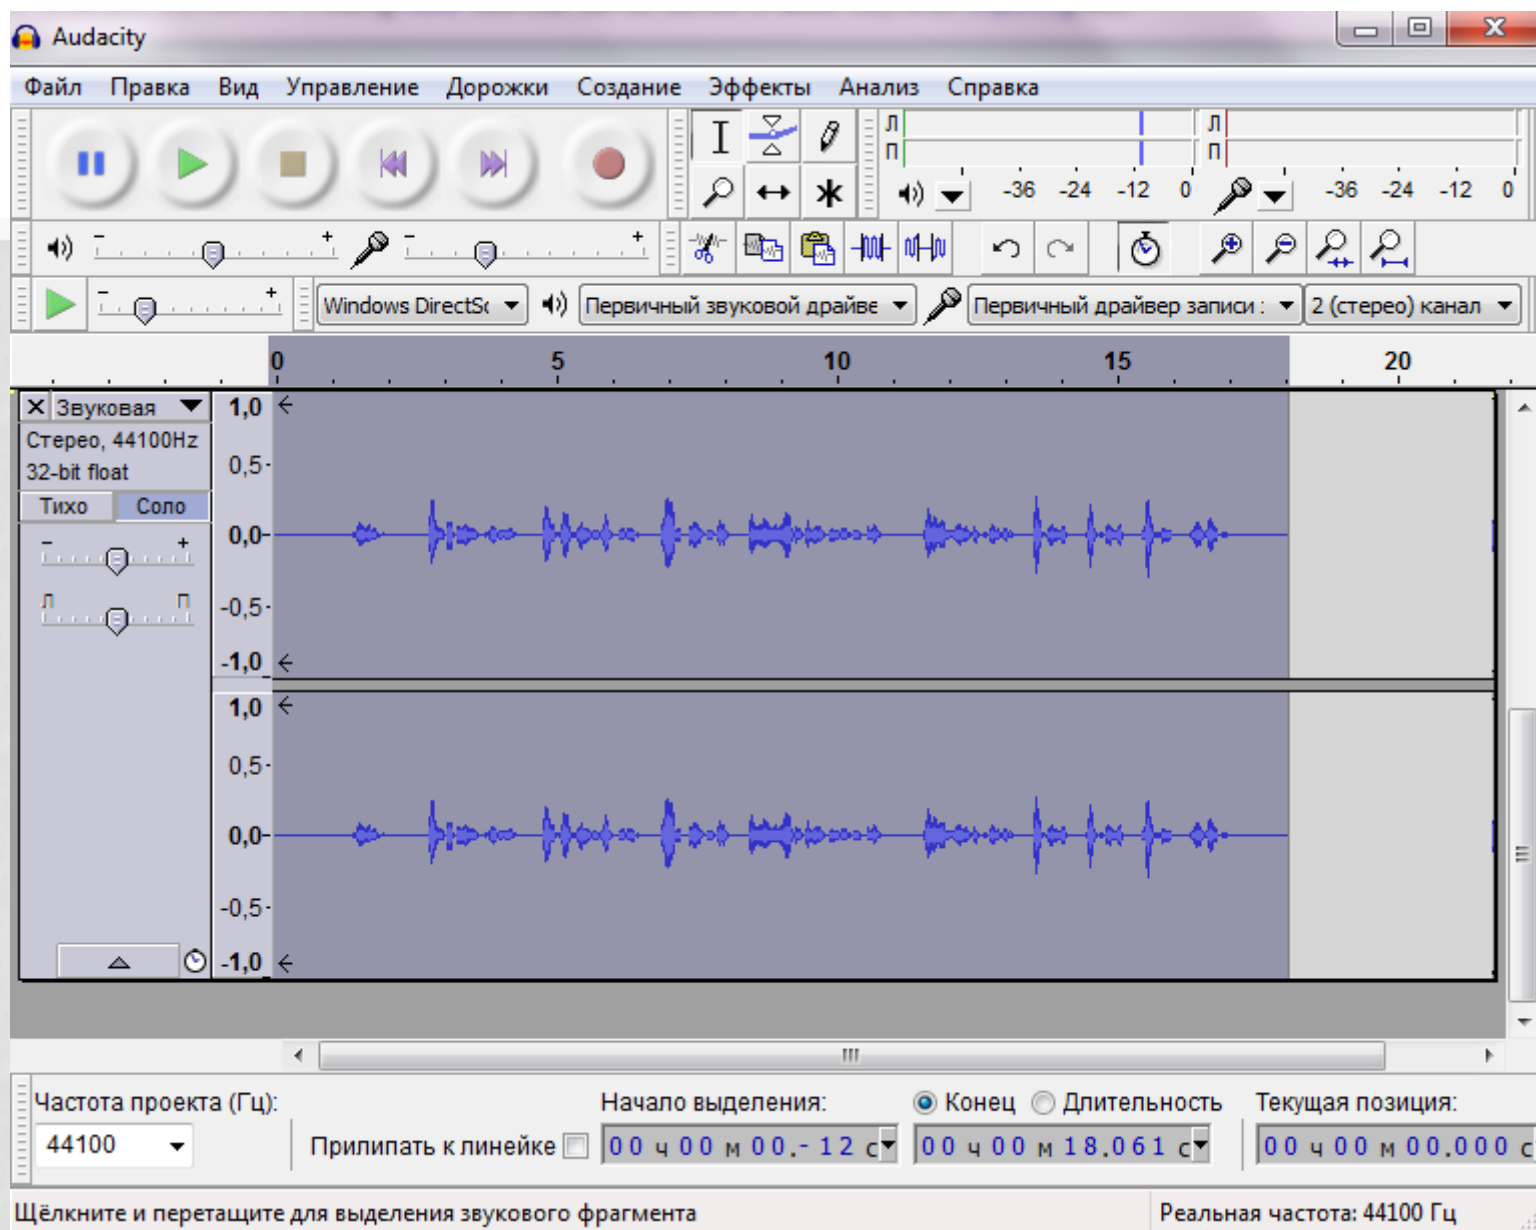 Audacity
Файл Правка Вид Управление Дорожки Создание Эффекты Анализ Справка
Л Л
П П
-36 -24 -12 0 -36 -24 -12 0
- + - +
- + Windows DirectSc Первичный звуковой драйве Первичный драйвер записи : 2 (стерео) канал
0 5 10 15 20
Звуковая 1,0
Стерео, 44100Hz
32-bit float 0,5
Тихо Соло
- + 0,0
Л П -0,5
-1,0
1,0
0,5
0,0
-0,5
-1,0
Частота проекта (Гц): Начало выделения: Конец Длительность Текущая позиция:
44100 Прилипать к линейке 00 ч 00 м 00.-12 с 00 ч 00 м 18.061 с 00 ч 00 м 00.000 с
Щёлкните и перетащите для выделения звукового фрагмента Реальная частота: 44100 Гц